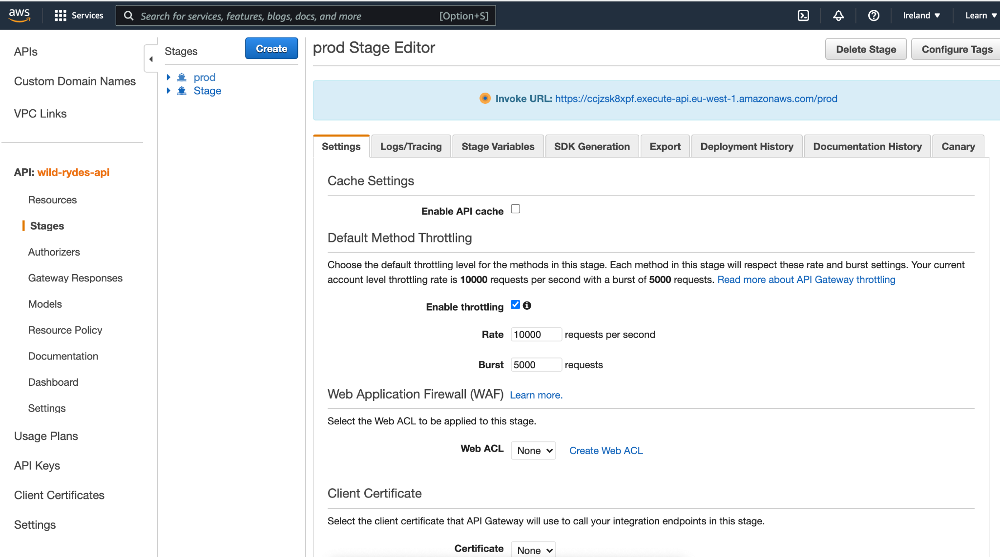 aws
Services
Search for services, features, blogs, docs, and more
[Option+S]
Ireland
Learn
APIs
Custom Domain Names
VPC Links
API: wild-rydes-api
Resources
Stages
Authorizers
Gateway Responses
Models
Resource Policy
Documentation
Dashboard
Settings
Usage Plans
API Keys
Client Certificates
Settings
Stages
Create
prod
Stage
prod Stage Editor
Delete Stage
Configure Tags
Invoke URL: https://ccjzsk8xpf.execute-api.eu-west-1.amazonaws.com/prod
Settings
Logs/Tracing
Stage Variables
SDK Generation
Export
Deployment History
Documentation History
Canary
Cache Settings
Enable API cache
Default Method Throttling
Choose the default throttling level for the methods in this stage. Each method in this stage will respect these rate and burst settings. Your current
account level throttling rate is 10000 requests per second with a burst of 5000 requests. Read more about API Gateway throttling
Enable throttling
Rate 10000 requests per second
Burst 5000 requests
Web Application Firewall (WAF) Learn more.
Select the Web ACL to be applied to this stage.
Web ACL None Create Web ACL
Client Certificate
Select the client certificate that API Gateway will use to call your integration endpoints in this stage.
Certificate None